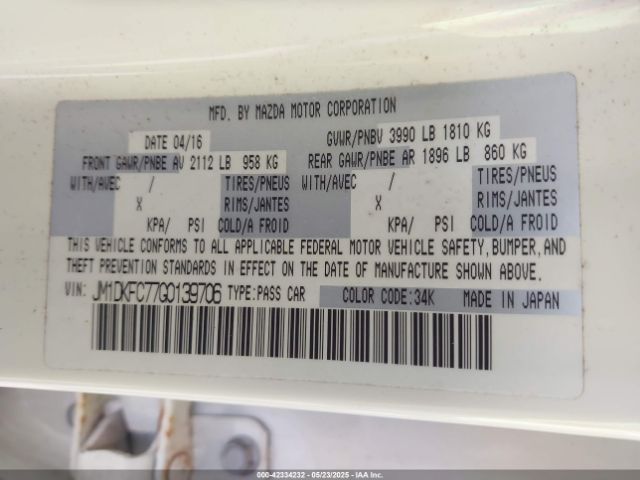 MFD. BY MAZDA MOTOR CORPORATION
DATE 04/16 GVWR/PNBV 3990 LB 1810 KG
FRONT GAWR/PNBE AV 2112 LB 958 KG REAR GAWR/PNBE AR 1896 LB 860 KG
WITH/AVEC / TIRES/PNEUS WITH/AVEC / TIRES/PNEUS
X RIMS/JANTES X RIMS/JANTES
KPA/ PSI COLD/A FROID KPA/ PSI COLD/A FROID
THIS VEHICLE CONFORMS TO ALL APPLICABLE FEDERAL MOTOR VEHICLE SAFETY, BUMPER, AND
THEFT PREVENTION STANDARDS IN EFFECT ON THE DATE OF MANUFACTURE SHOWN ABOVE.
VIN: JM1DKFC77G0139706 TYPE:PASS CAR COLOR CODE:34K MADE IN JAPAN
000-42334232 - 05/23/2025 - IAAI.COM